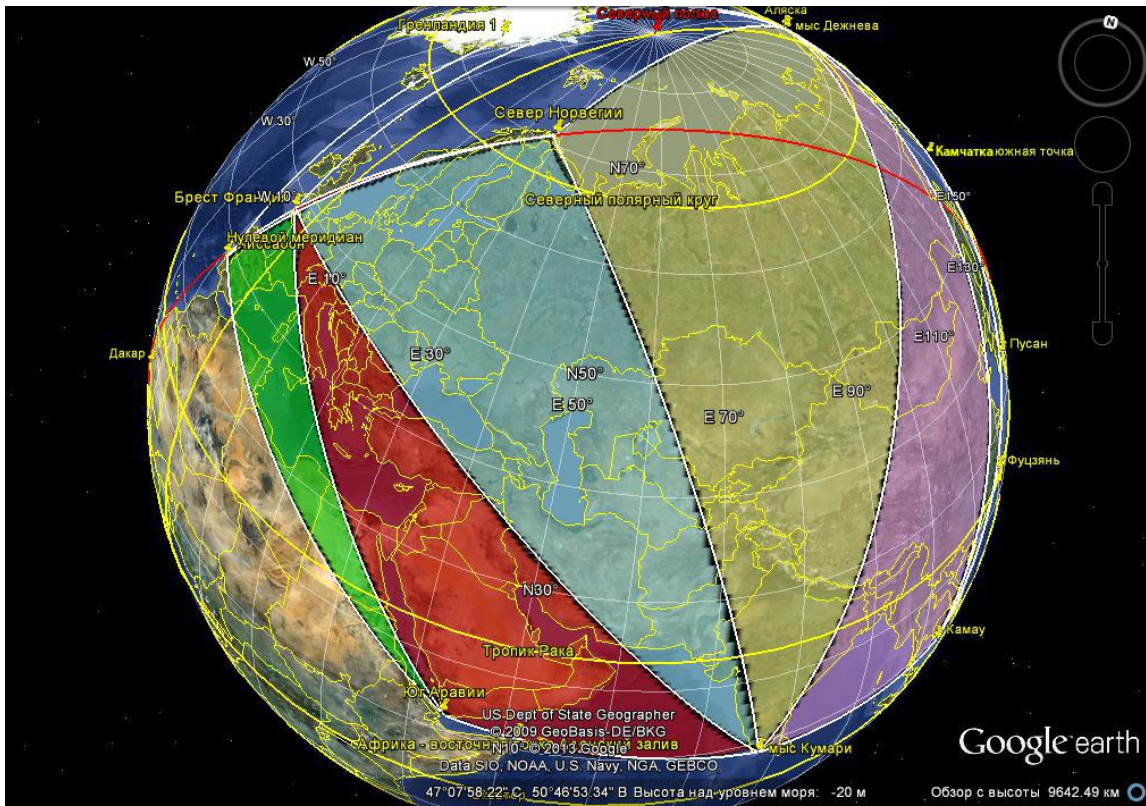 Северный полюс
Аляска
Гренландия 1
мыс Дежнева
N
W 50°
W 30°
Север Норвегии
Камчатка южная точка
N70°
W 10°
E150°
Брест Франция
Северный полярный круг
Нулевой меридиан
Лиссабон
E130°
E 10°
E110°
Дакар
Пусан
E 30°
N50°
E 90°
E 50°
E 70°
Фуцзянь
N30°
Камау
Тропик Рака
Юг Аравии
US Dept of State Geographer
© 2009 GeoBasis-DE/BKG
N10° © 2013 Google
Data SIO, NOAA, U.S. Navy, NGA, GEBCO
мыс Кумари
Google earth
47°07'58.22" С 50°46'53.34" В Высота над уровнем моря: -20 м
Обзор с высоты 9642.49 км